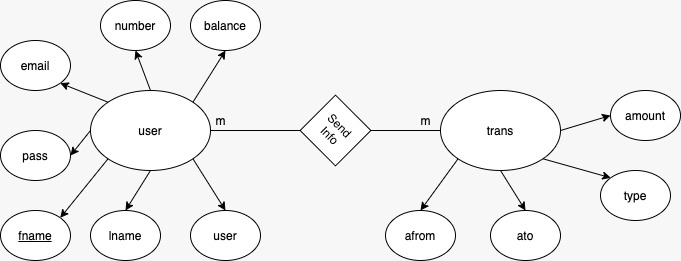 number
balance
email
user
m
Send
Info
m
trans
amount
pass
type
fname
lname
user
afrom
ato